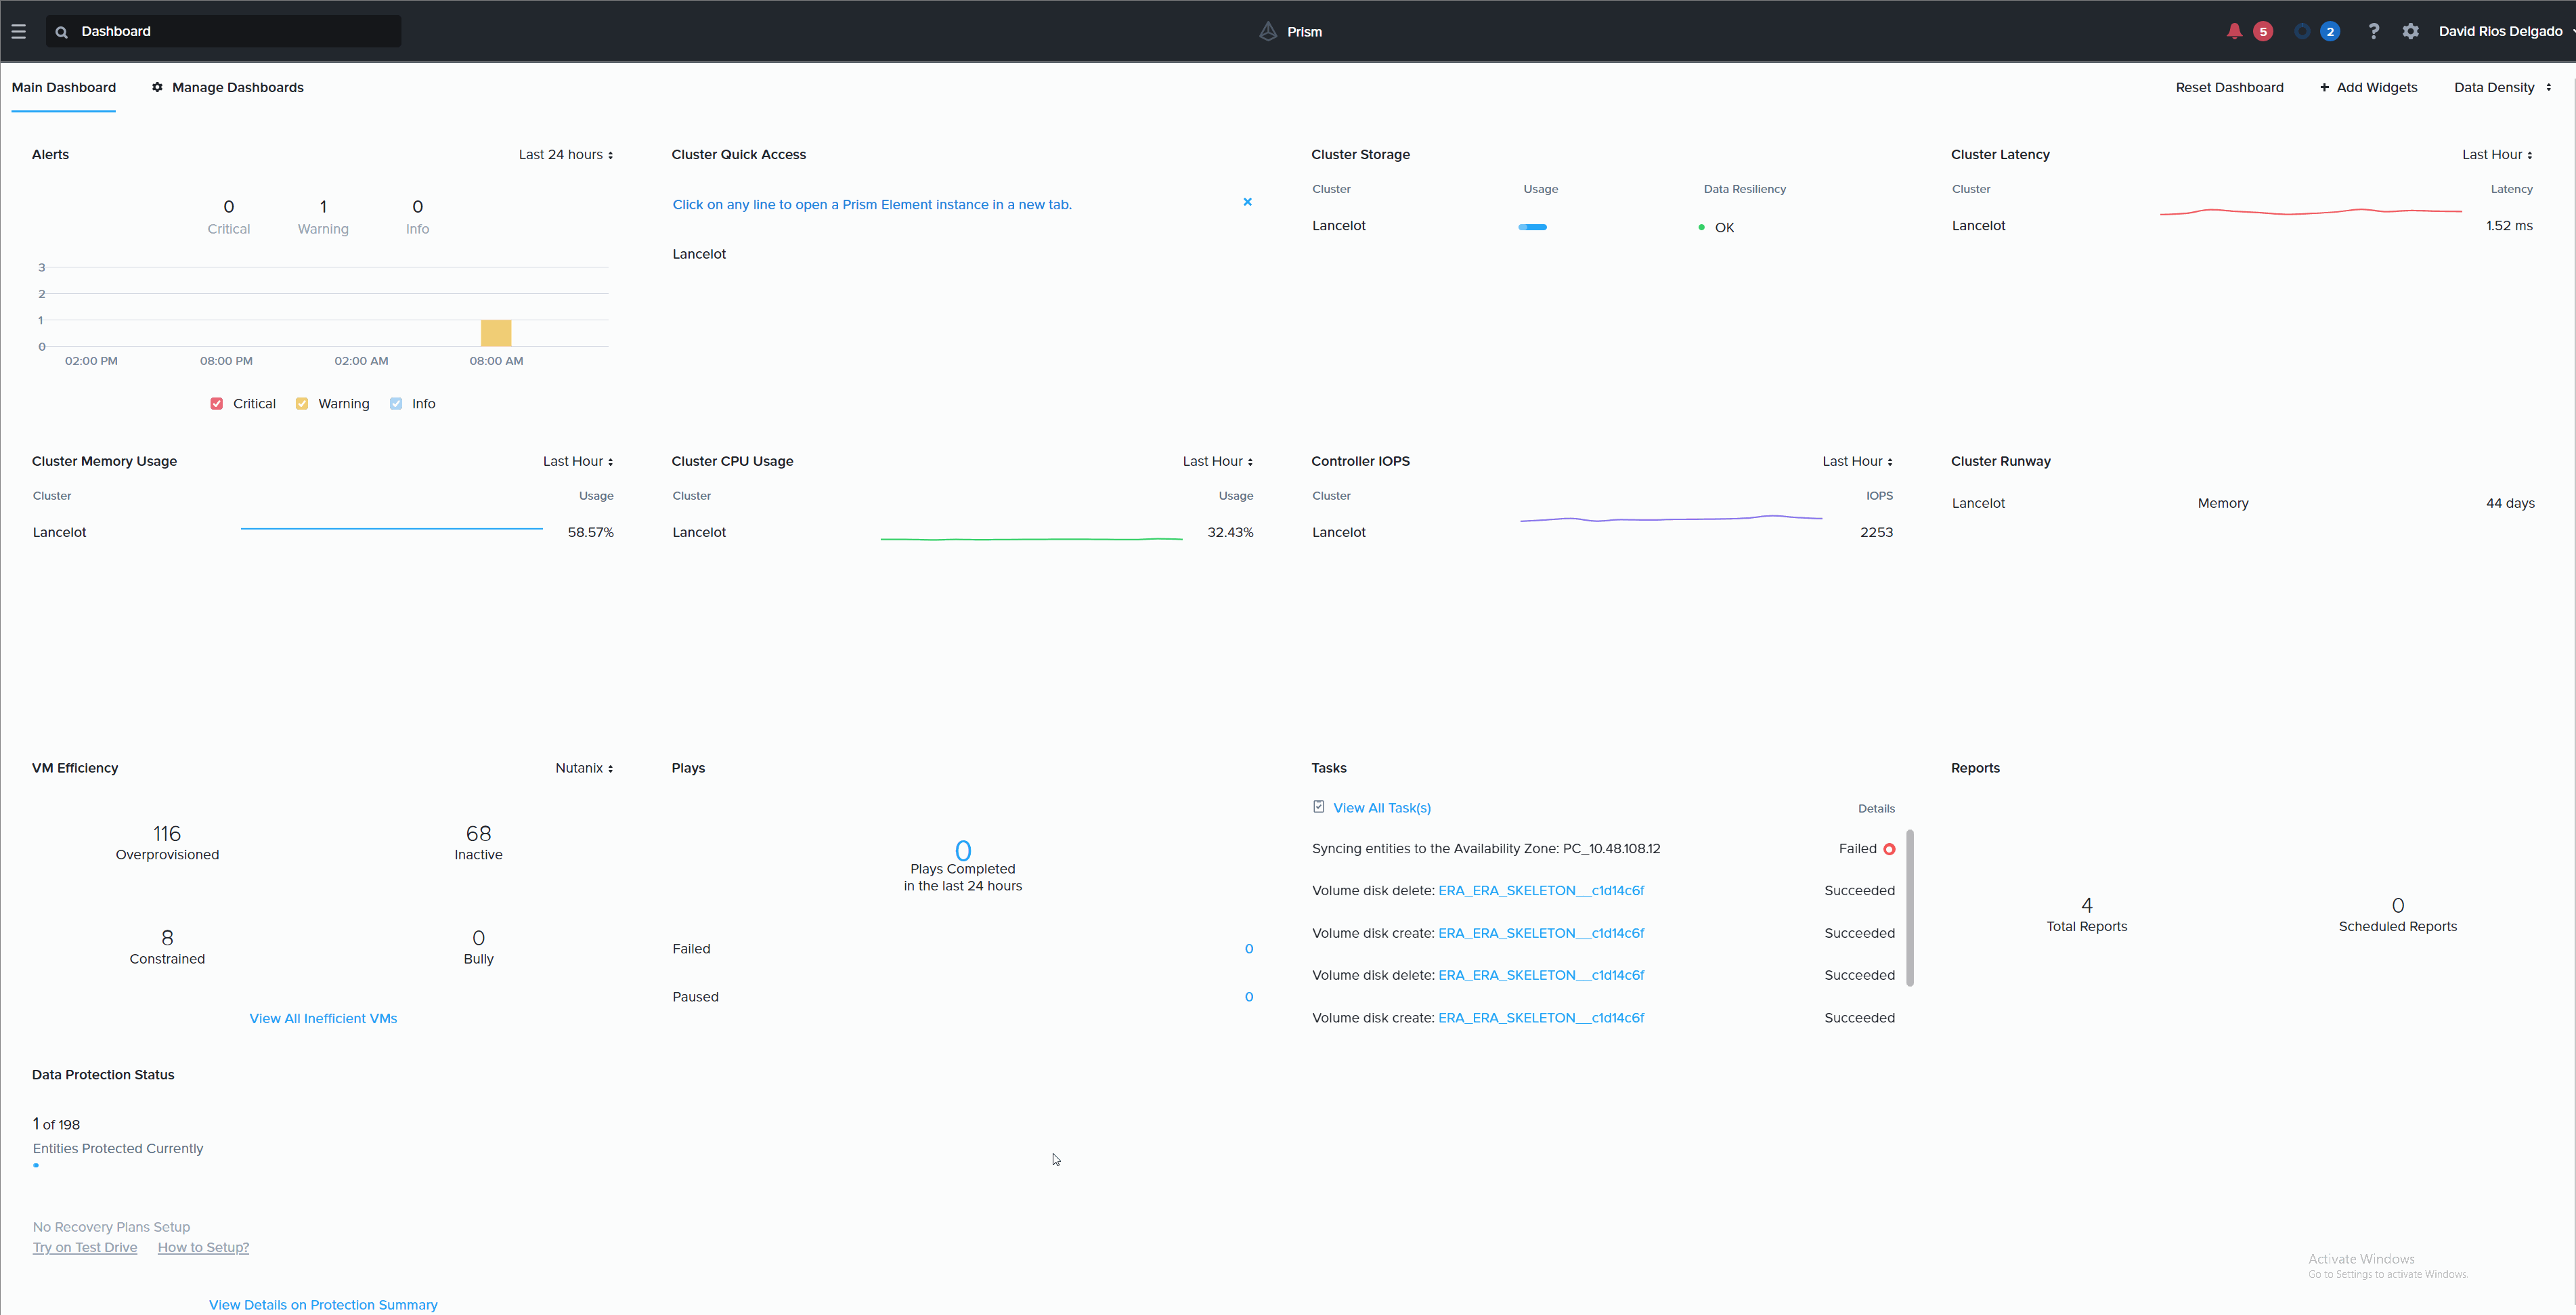 Dashboard
Prism
5
2
?
David Rios Delgado
Main Dashboard
Manage Dashboards
Reset Dashboard
+ Add Widgets
Data Density
Alerts
Last 24 hours
0
Critical
1
Warning
0
Info
3
2
1
0
02:00 PM
08:00 PM
02:00 AM
08:00 AM
Critical
Warning
Info
Cluster Quick Access
Click on any line to open a Prism Element instance in a new tab.
Lancelot
Cluster Storage
Cluster Usage Data Resiliency
Lancelot OK
Cluster Latency
Last Hour
Cluster Latency
Lancelot 1.52 ms
Cluster Memory Usage
Last Hour
Cluster Usage
Lancelot 58.57%
Cluster CPU Usage
Last Hour
Cluster Usage
Lancelot 32.43%
Controller IOPS
Last Hour
Cluster IOPS
Lancelot 2253
Cluster Runway
Lancelot Memory 44 days
VM Efficiency
Nutanix
116
Overprovisioned
68
Inactive
8
Constrained
0
Bully
View All Inefficient VMs
Plays
0
Plays Completed
in the last 24 hours
Failed 0
Paused 0
Tasks
View All Task(s) Details
Syncing entities to the Availability Zone: PC_10.48.108.12 Failed
Volume disk delete: ERA_ERA_SKELETON__c1d14c6f Succeeded
Volume disk create: ERA_ERA_SKELETON__c1d14c6f Succeeded
Volume disk delete: ERA_ERA_SKELETON__c1d14c6f Succeeded
Volume disk create: ERA_ERA_SKELETON__c1d14c6f Succeeded
Reports
4
Total Reports
0
Scheduled Reports
Data Protection Status
1 of 198
Entities Protected Currently
No Recovery Plans Setup
Try on Test Drive How to Setup?
View Details on Protection Summary
Activate Windows
Go to Settings to activate Windows.